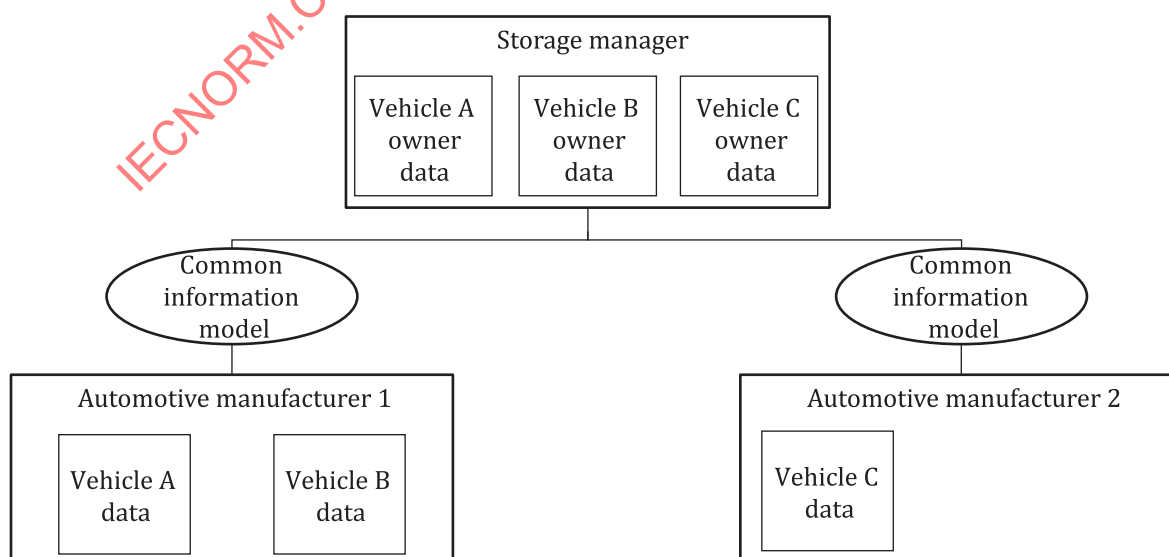 IECNORM.C
Storage manager
Vehicle A
owner
data
Vehicle B
owner
data
Vehicle C
owner
data
Common
information
model
Common
information
model
Automotive manufacturer 1
Vehicle A
data
Vehicle B
data
Automotive manufacturer 2
Vehicle C
data